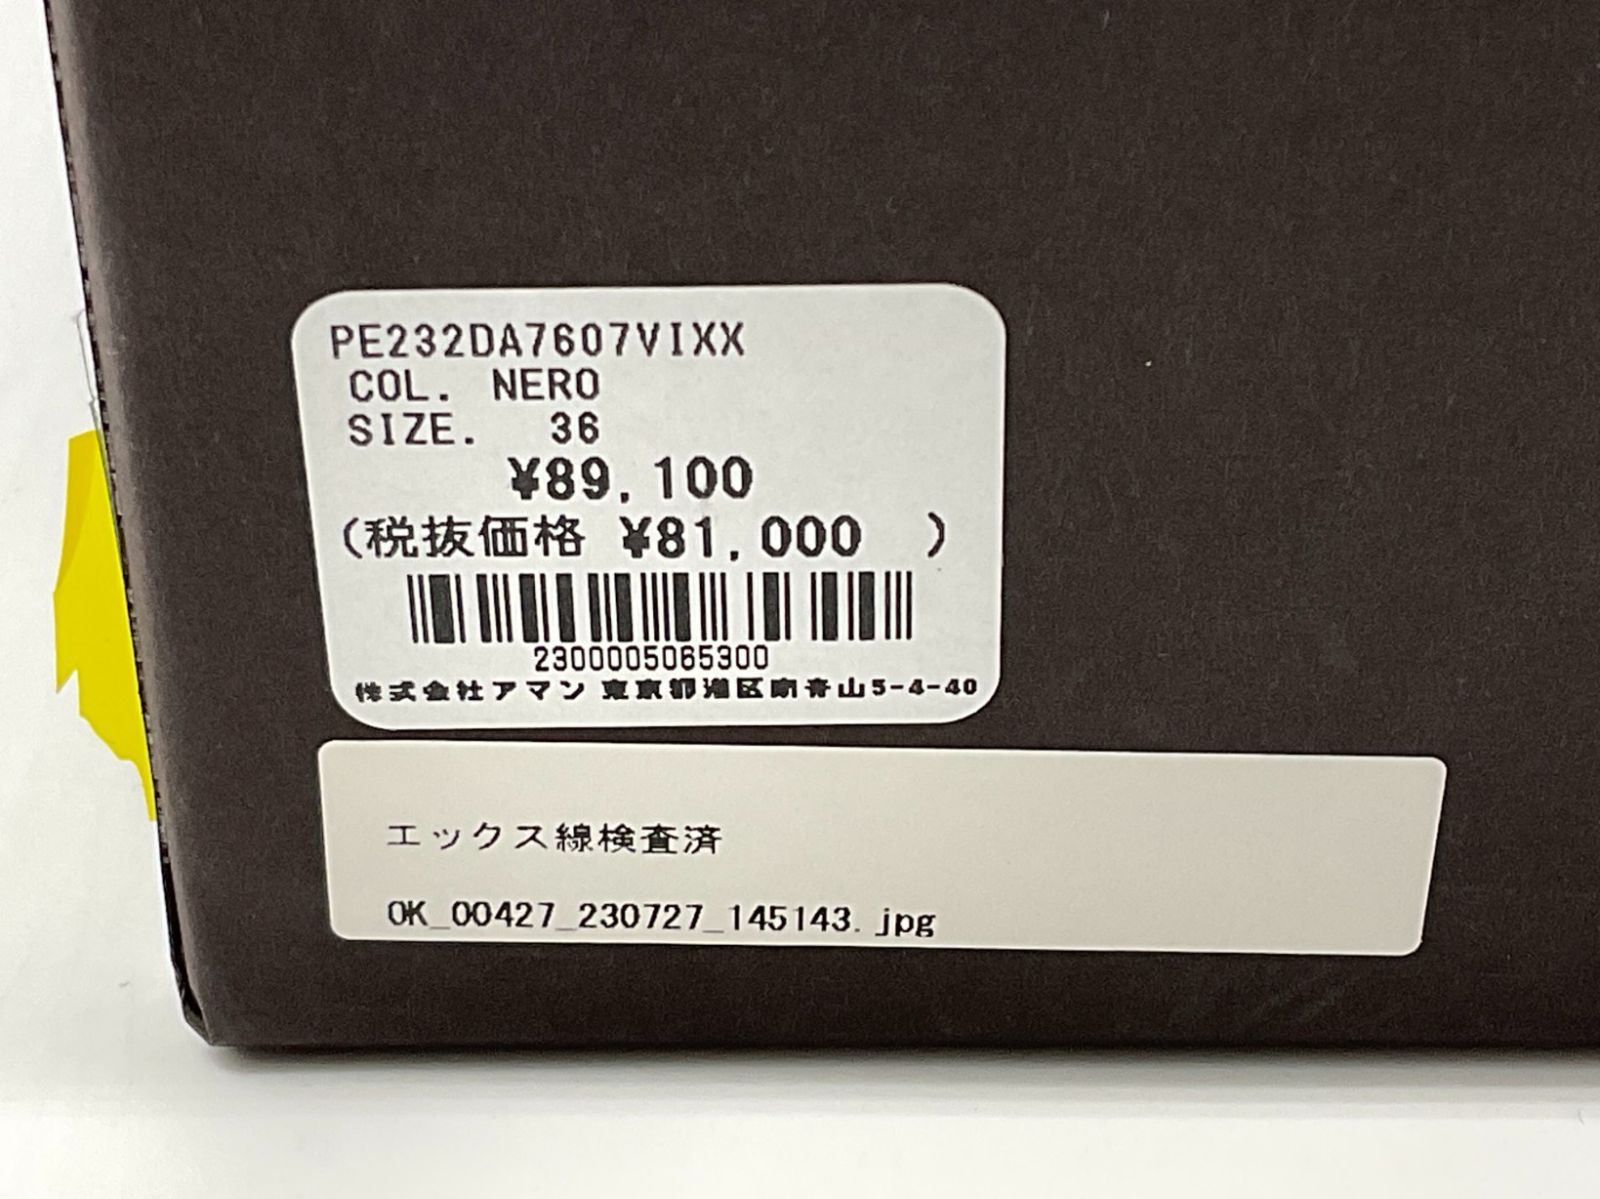 PE232DA7607VIXX
COL. NERO
SIZE. 36
¥89,100
(税抜価格 ¥81,000 )
2300005065300
株式会社アマン 東京都港区南青山5-4-40
エックス線検査済
OK_00427_230727_145143.jpg